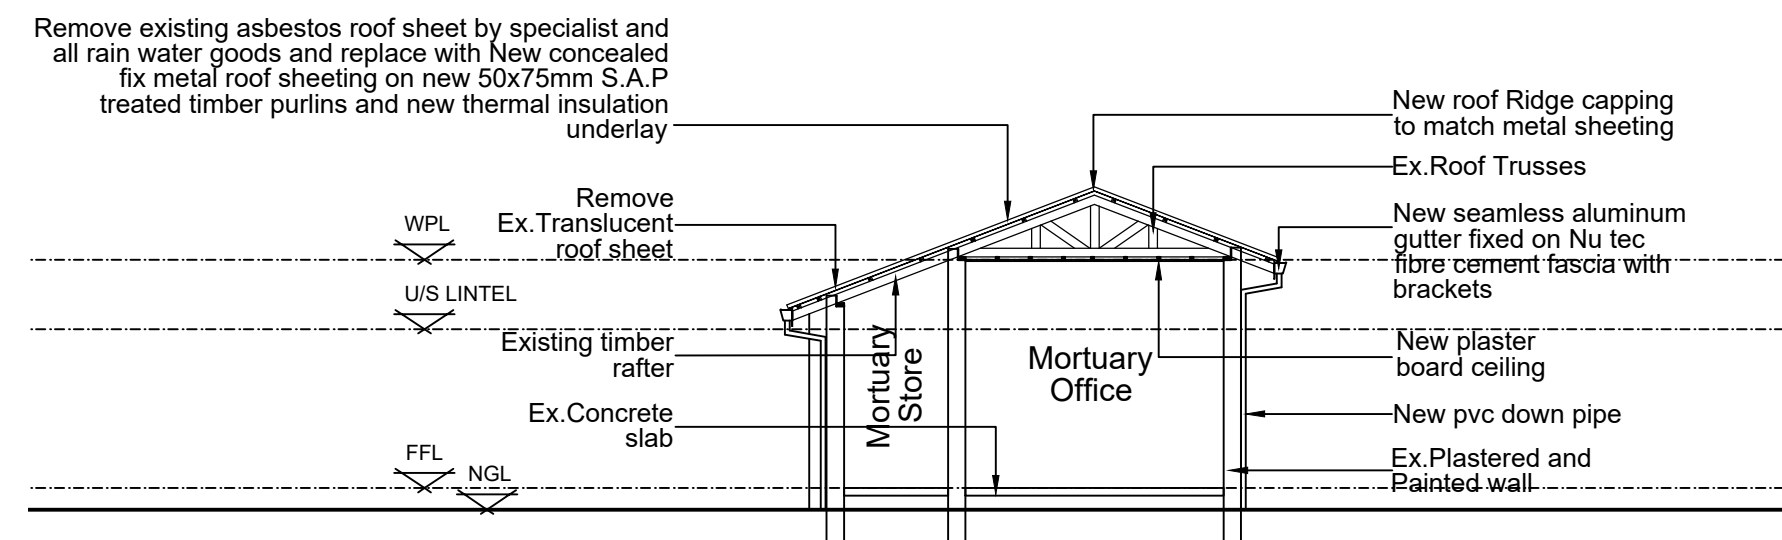 Remove existing asbestos roof sheet by specialist and
all rain water goods and replace with New concealed
fix metal roof sheeting on new 50x75mm S.A.P
treated timber purlins and new thermal insulation
underlay
New roof Ridge capping
to match metal sheeting
Ex.Roof Trusses
Remove
Ex.Translucent
roof sheet
WPL
New seamless aluminum
gutter fixed on Nu tec
fibre cement fascia with
brackets
U/S LINTEL
Existing timber
rafter
Mortuary
Store
Mortuary
Office
New plaster
board ceiling
Ex.Concrete
slab
New pvc down pipe
FFL
NGL
Ex.Plastered and
Painted wall